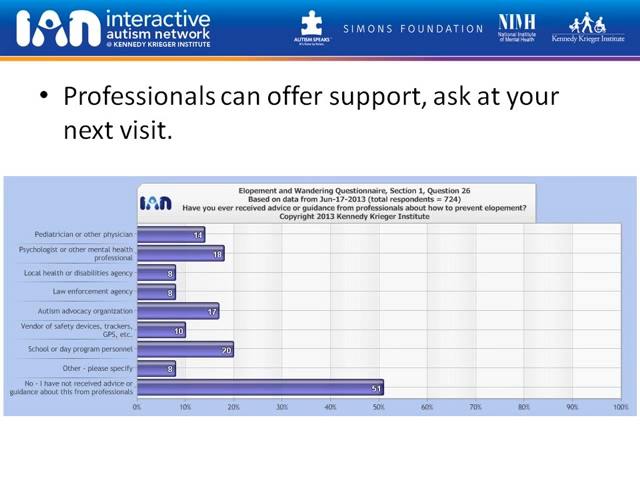 IAN interactive
autism network
@ KENNEDY KRIEGER INSTITUTE
AUTISM SPEAKS
SIMONS FOUNDATION
NIMH
National Institute
of Mental Health
Kennedy Krieger Institute
• Professionals can offer support, ask at your
next visit.
IAN
Elopement and Wandering Questionnaire, Section 1, Question 26
Based on data from Jun-17-2013 (total respondents = 724)
Have you ever received advice or guidance from professionals about how to prevent elopement?
Copyright 2013 Kennedy Krieger Institute
Pediatrician or other physician 14
Psychologist or other mental health
professional 18
Local health or disabilities agency 8
Law enforcement agency 8
Autism advocacy organization 17
Vendor of safety devices, trackers,
GPS, etc. 10
School or day program personnel 20
Other - please specify 8
No - I have not received advice or
guidance about this from professionals 51
0% 10% 20% 30% 40% 50% 60% 70% 80% 90% 100%